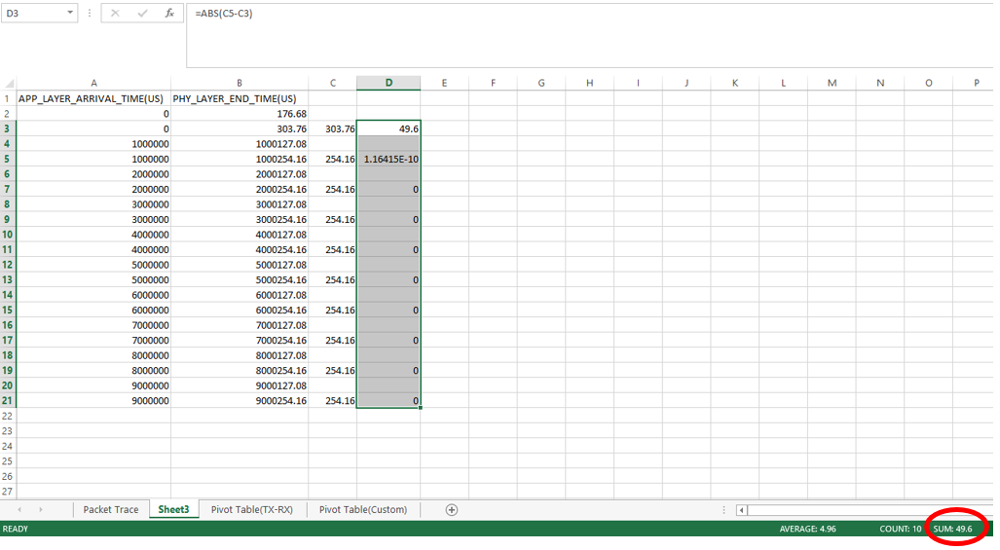 D3 fx =ABS(C5-C3)
A B C D E F G H I J K L M N O P
1 APP_LAYER_ARRIVAL_TIME(US) PHY_LAYER_END_TIME(US)
2 0 176.68
3 0 303.76 303.76 49.6
4 1000000 1000127.08
5 1000000 1000254.16 254.16 1.16415E-10
6 2000000 2000127.08
7 2000000 2000254.16 254.16 0
8 3000000 3000127.08
9 3000000 3000254.16 254.16 0
10 4000000 4000127.08
11 4000000 4000254.16 254.16 0
12 5000000 5000127.08
13 5000000 5000254.16 254.16 0
14 6000000 6000127.08
15 6000000 6000254.16 254.16 0
16 7000000 7000127.08
17 7000000 7000254.16 254.16 0
18 8000000 8000127.08
19 8000000 8000254.16 254.16 0
20 9000000 9000127.08
21 9000000 9000254.16 254.16 0
22
23
24
25
26
27
Packet Trace Sheet3 Pivot Table(TX-RX) Pivot Table(Custom)
READY AVERAGE: 4.96 COUNT: 10 SUM: 49.6